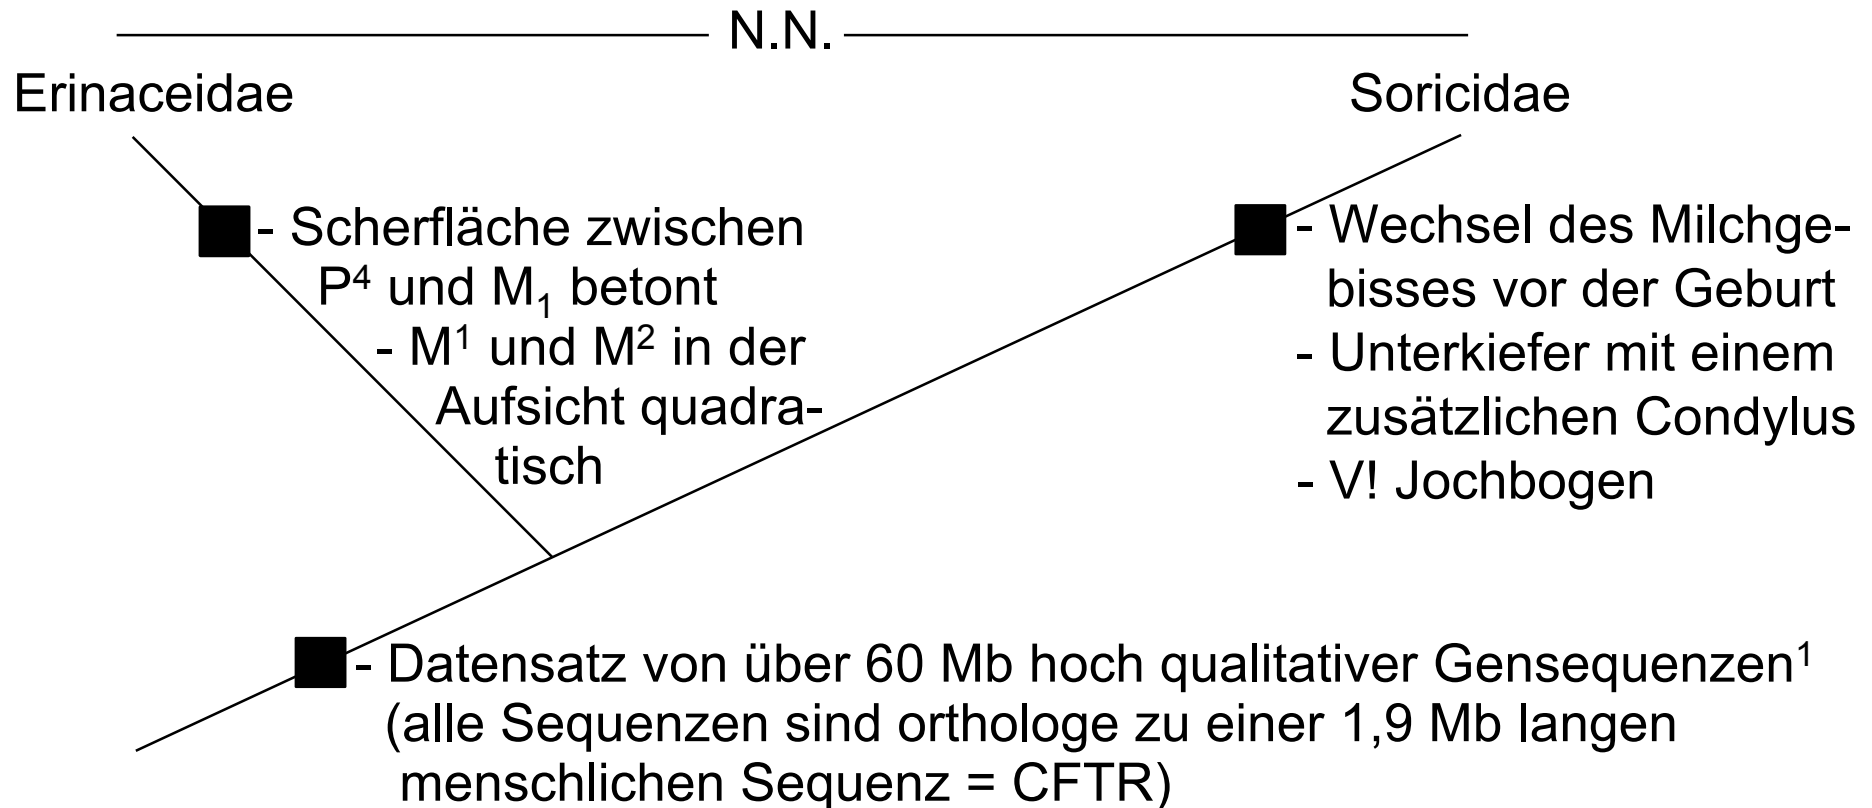 N.N.
Erinaceidae
Soricidae
- Scherfläche zwischen
P⁴ und M₁ betont
- M¹ und M² in der
Aufsicht quadra-
tisch
- Wechsel des Milchge-
bisses vor der Geburt
- Unterkiefer mit einem
zusätzlichen Condylus
- V! Jochbogen
- Datensatz von über 60 Mb hoch qualitativer Gensequenzen¹
(alle Sequenzen sind orthologe zu einer 1,9 Mb langen
menschlichen Sequenz = CFTR)